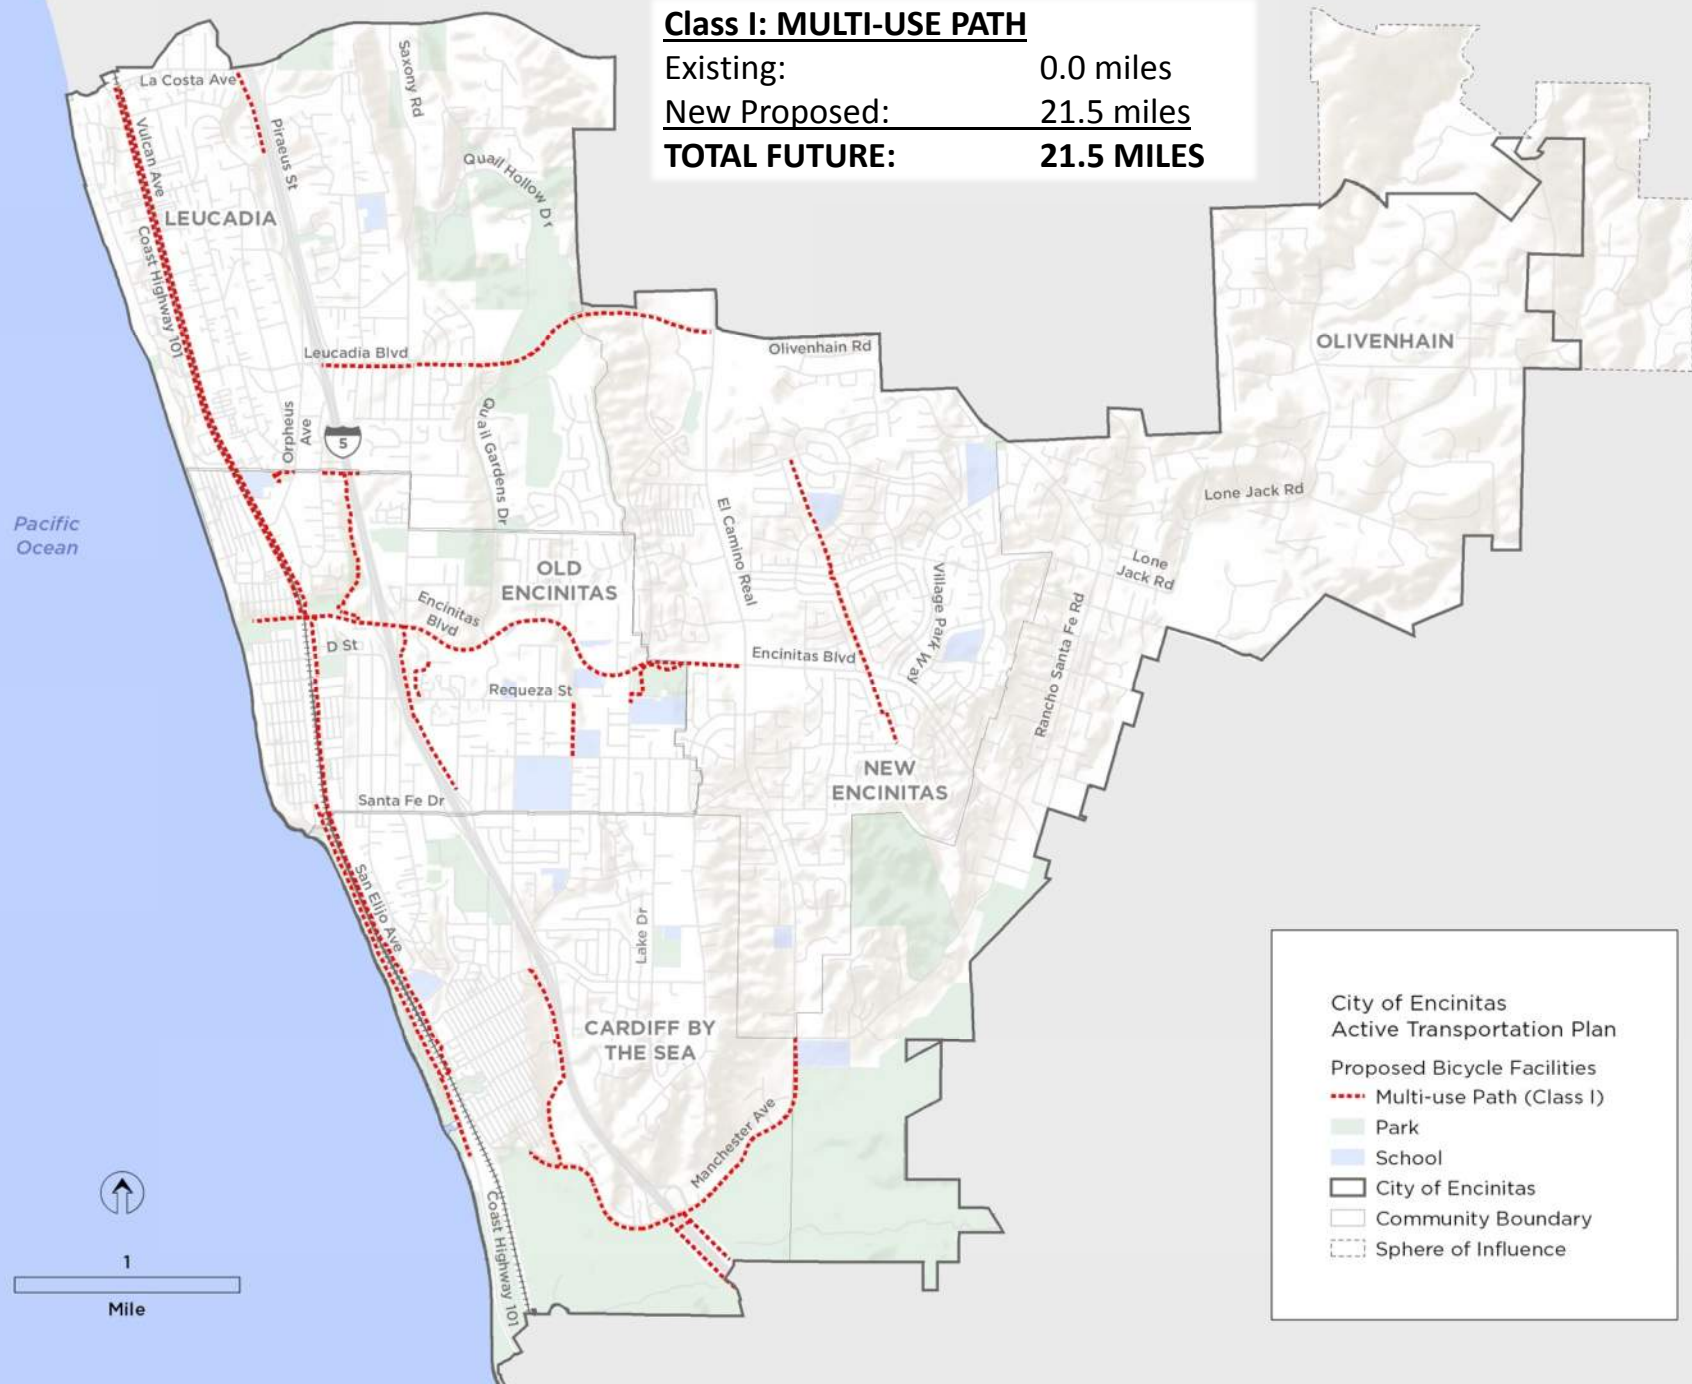 Class I: MULTI-USE PATH
Existing: 0.0 miles
New Proposed: 21.5 miles
TOTAL FUTURE: 21.5 MILES
La Costa Ave
Saxony Rd
Vulcan Ave
Piraeus St
Quail Hollow Dr
LEUCADIA
Coast Highway 101
Leucadia Blvd
Olivenhain Rd
OLIVENHAIN
Orpheus
Ave
5
Quail Gardens Dr
El Camino Real
Lone Jack Rd
Pacific
Ocean
OLD
ENCINITAS
Lone
Jack Rd
Encinitas
Blvd
Village Park Way
Rancho Santa Fe Rd
D St
Encinitas Blvd
Requeza St
NEW
ENCINITAS
Santa Fe Dr
San Elijo Ave
Lake Dr
CARDIFF BY
THE SEA
Manchester Ave
Coast Highway 101
1
Mile
City of Encinitas
Active Transportation Plan
Proposed Bicycle Facilities
Multi-use Path (Class I)
Park
School
City of Encinitas
Community Boundary
Sphere of Influence